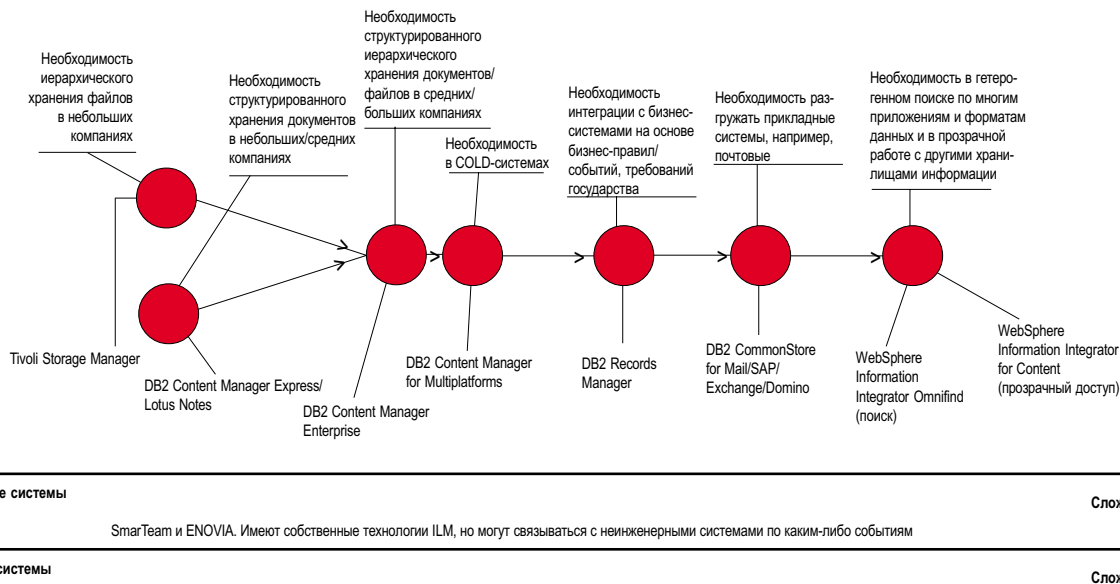 Необходимость
иерархического
хранения файлов
в небольших
компаниях
Необходимость
структурированного
хранения документов
в небольших/средних
компаниях
Необходимость
структурированного
иерархического
хранения документов/
файлов в средних/
больших компаниях
Необходимость
в COLD-системах
Необходимость
интеграции с бизнес-
системами на основе
бизнес-правил/
событий, требований
государства
Необходимость раз-
гружать прикладные
системы, например,
почтовые
Необходимость в гетеро-
генном поиске по многим
приложениям и форматам
данных и в прозрачной
работе с другими храни-
лищами информации
Tivoli Storage Manager
DB2 Content Manager Express/
Lotus Notes
DB2 Content Manager
Enterprise
DB2 Content Manager
for Multiplatforms
DB2 Records
Manager
DB2 CommonStore
for Mail/SAP/
Exchange/Domino
WebSphere
Information
Integrator Omnifind
(поиск)
WebSphere
Information Integrator
for Content
(прозрачный доступ)
е системы
Слож
SmarTeam и ENOVIA. Имеют собственные технологии ILM, но могут связываться с неинженерными системами по каким-либо событиям
системы
Слож